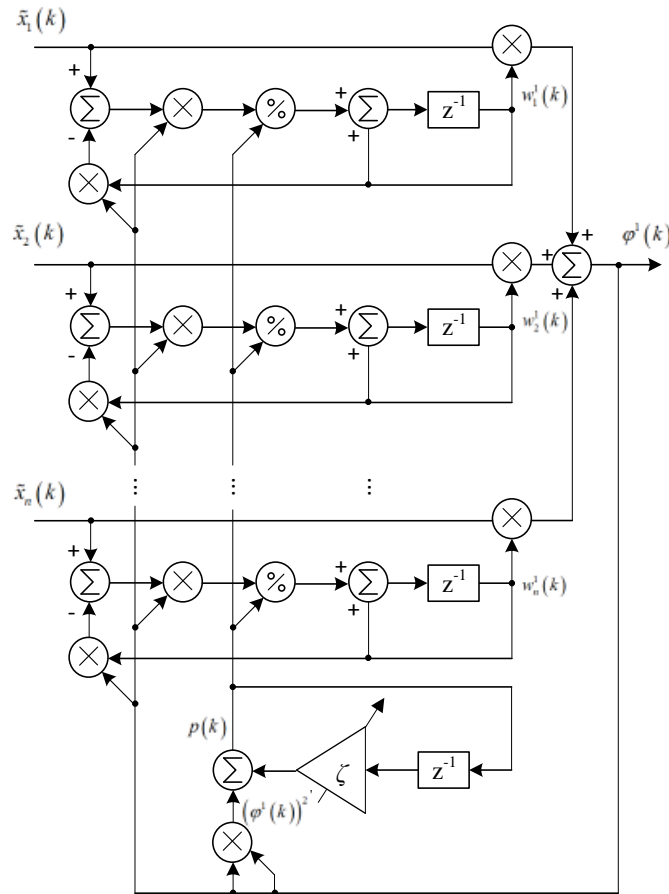 x̃₁(k)
+
Σ
×
%
+
Σ
z⁻¹
×
w₁¹(k)
-
+
×
x̃₂(k)
+
φ¹(k)
×
+
Σ
+
+
Σ
×
%
+
Σ
z⁻¹
w₂¹(k)
-
+
×
⋮ ⋮ ⋮
x̃ₙ(k)
×
+
Σ
×
%
+
Σ
z⁻¹
wₙ¹(k)
-
+
×
p(k)
Σ
ζ
z⁻¹
(φ¹(k))²'
×